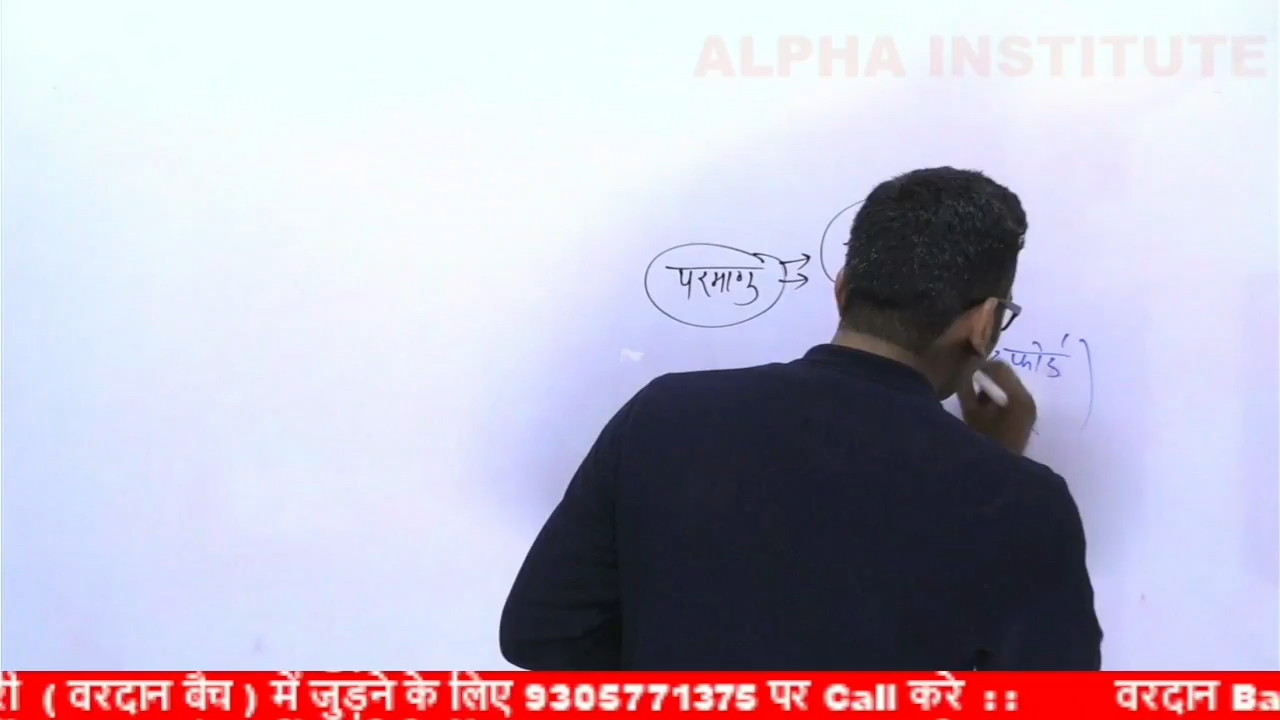 ALPHA INSTITUTE
परमाणु
फोर्ड )
री ( वरदान वैच ) में जुड़ने के लिए 9305771375 पर Call करे : : वरदान Ba